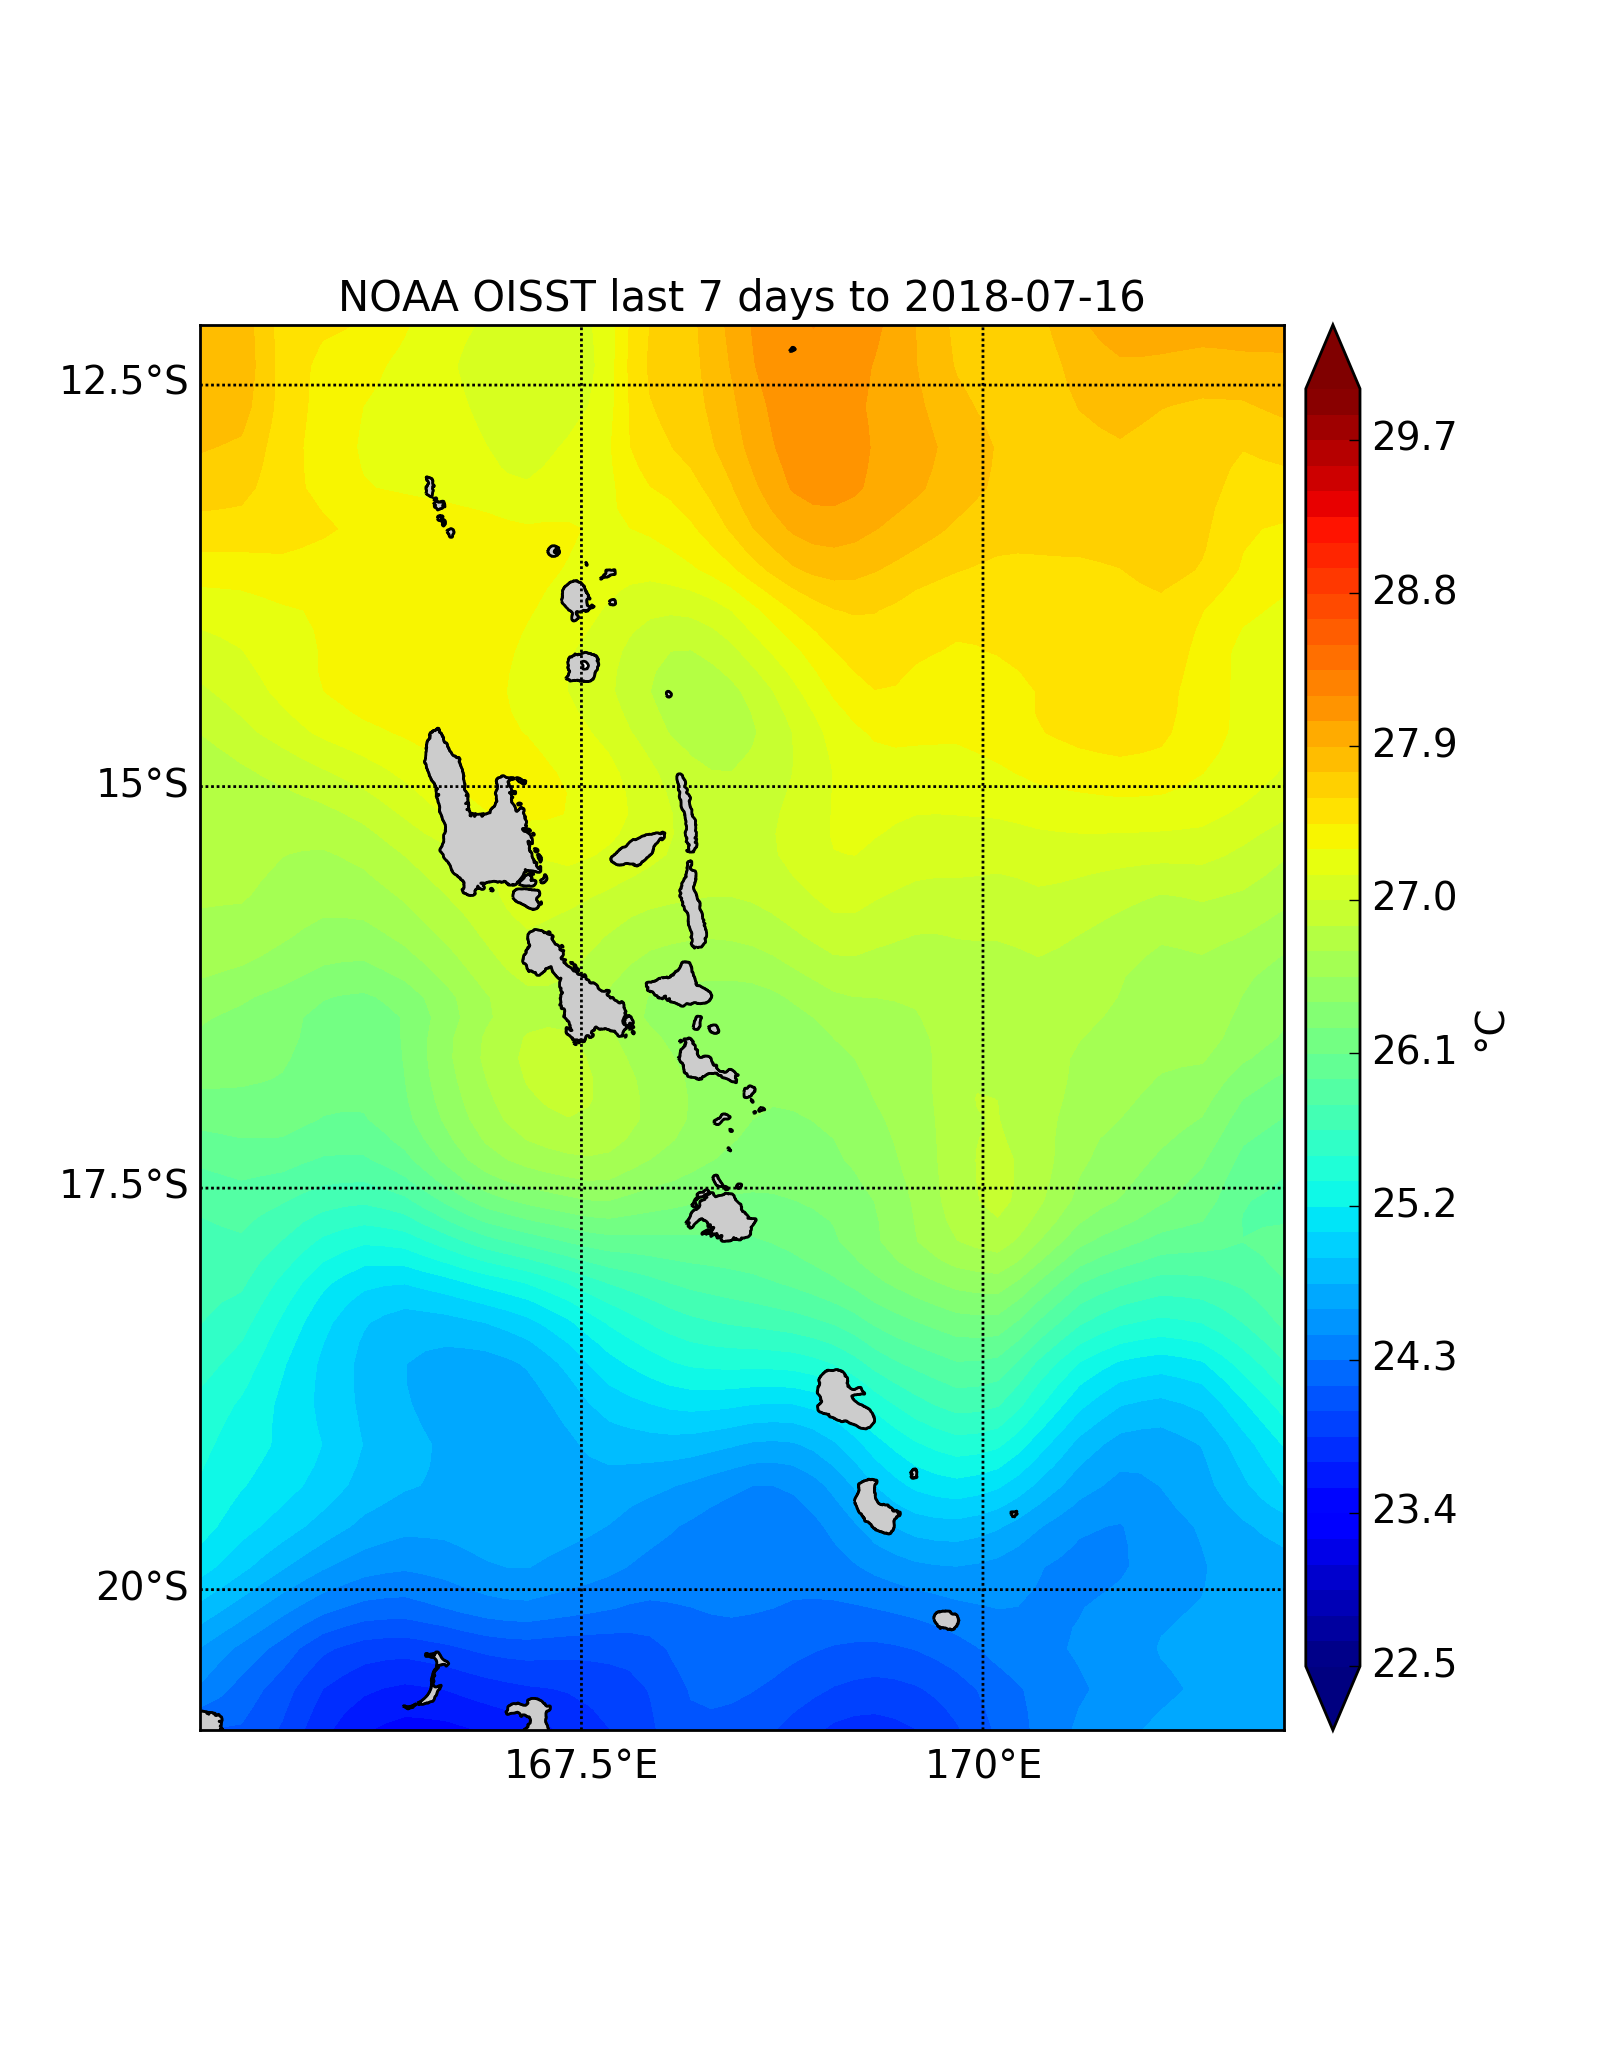 NOAA OISST last 7 days to 2018-07-16
12.5°S
15°S
17.5°S
20°S
167.5°E
170°E
29.7
28.8
27.9
27.0
26.1
25.2
24.3
23.4
22.5
°C